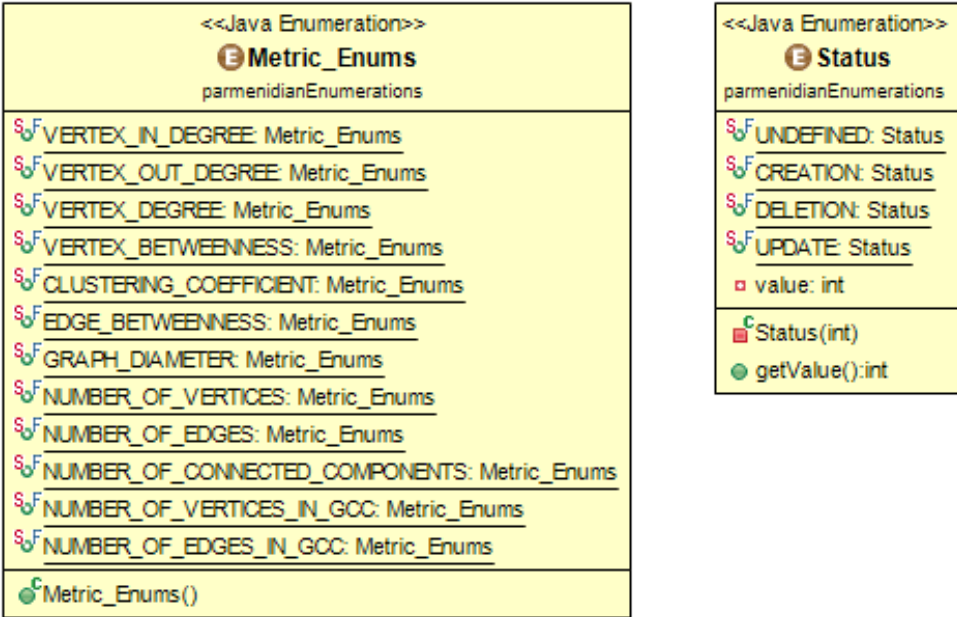 <<Java Enumeration>>
E Metric_Enums
parmenidianEnumerations
S F VERTEX_IN_DEGREE: Metric_Enums
S F VERTEX_OUT_DEGREE: Metric_Enums
S F VERTEX_DEGREE: Metric_Enums
S F VERTEX_BETWEENNESS: Metric_Enums
S F CLUSTERING_COEFFICIENT: Metric_Enums
S F EDGE_BETWEENNESS: Metric_Enums
S F GRAPH_DIAMETER: Metric_Enums
S F NUMBER_OF_VERTICES: Metric_Enums
S F NUMBER_OF_EDGES: Metric_Enums
S F NUMBER_OF_CONNECTED_COMPONENTS: Metric_Enums
S F NUMBER_OF_VERTICES_IN_GCC: Metric_Enums
S F NUMBER_OF_EDGES_IN_GCC: Metric_Enums
C Metric_Enums()
<<Java Enumeration>>
E Status
parmenidianEnumerations
S F UNDEFINED: Status
S F CREATION: Status
S F DELETION: Status
S F UPDATE: Status
value: int
C Status(int)
getValue():int